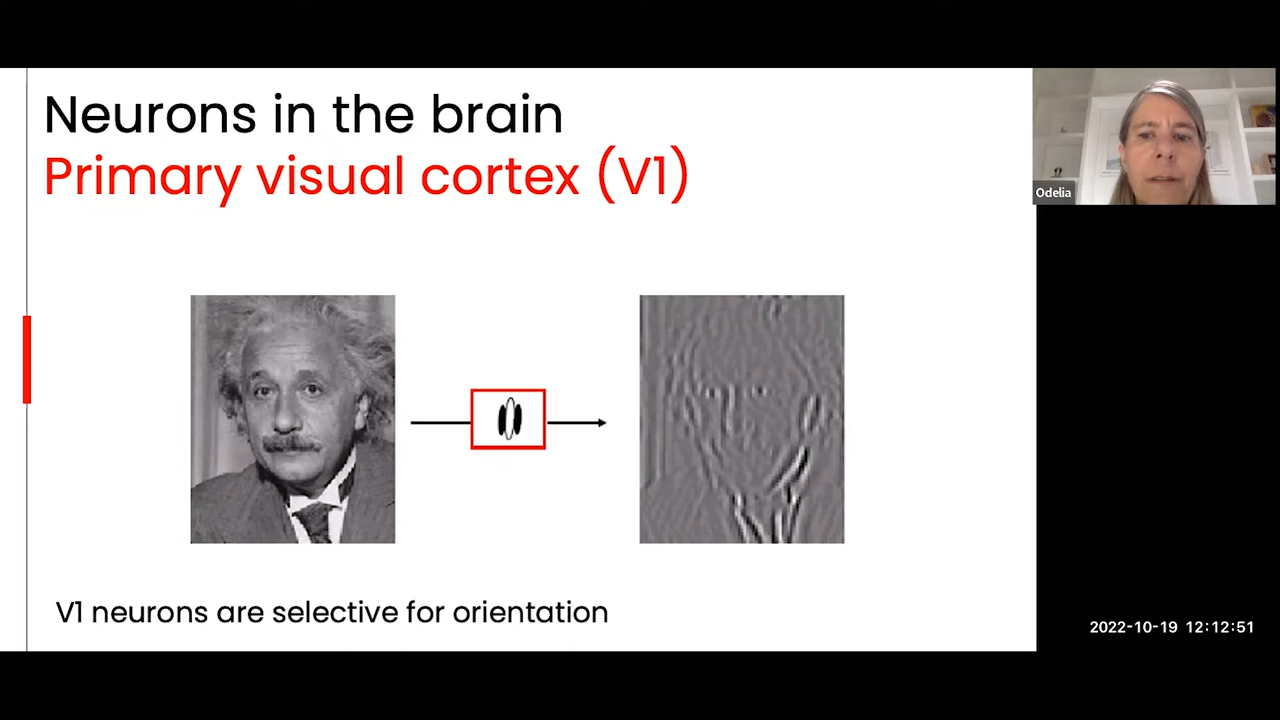 Neurons in the brain
Primary visual cortex (V1)
Odelia
V1 neurons are selective for orientation
2022-10-19 12:12:51